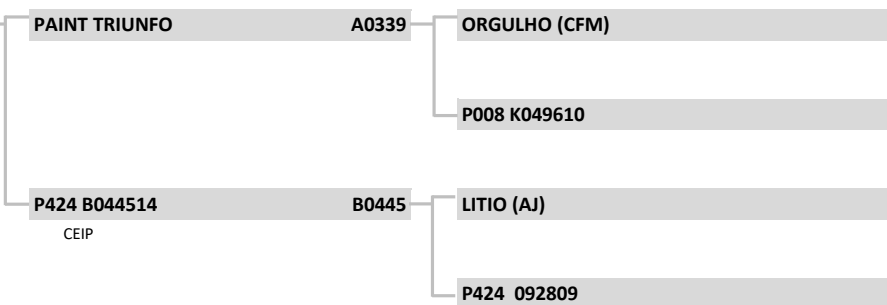 PAINT TRIUNFO A0339 ORGULHO (CFM)
P008 K049610
P424 B044514 B0445 LITIO (AJ)
CEIP
P424 092809